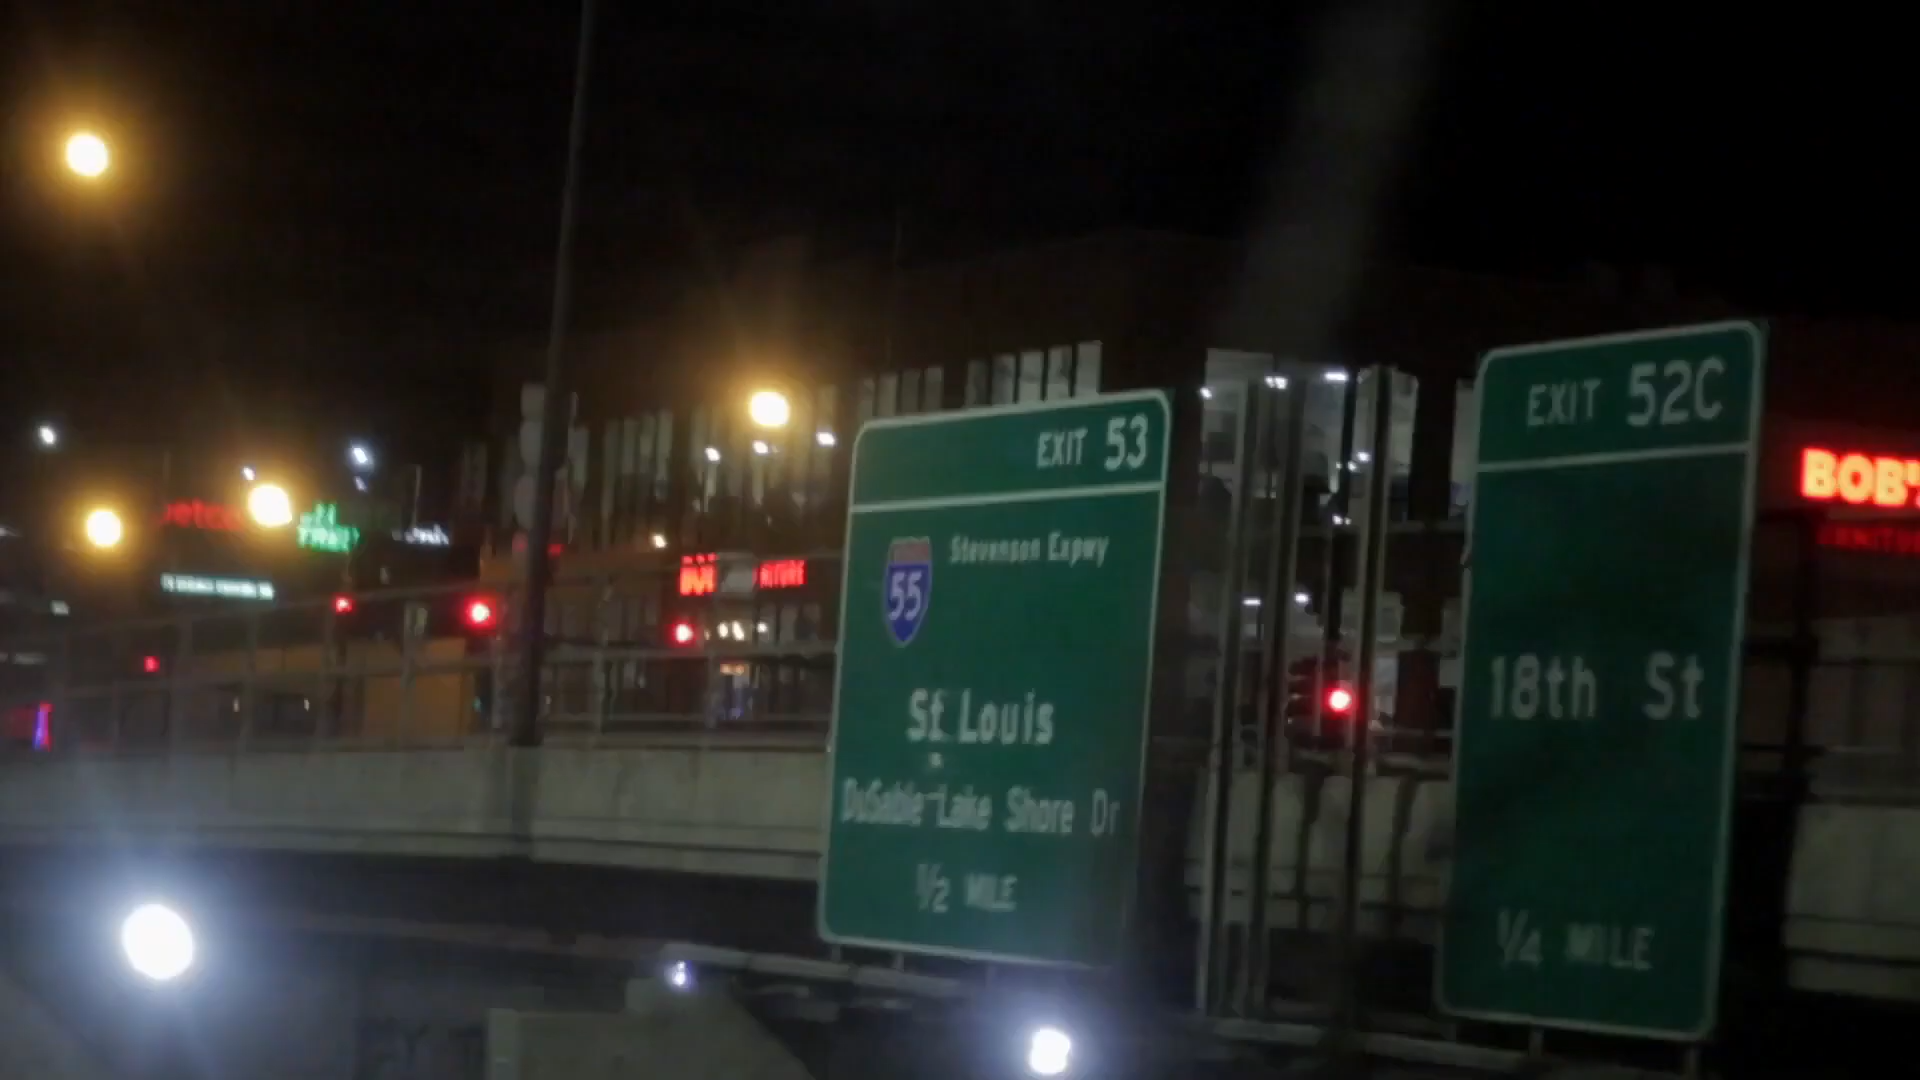 EXIT 53
55
Stevenson Expwy
St Louis
DuSable Lake Shore Dr
1/2 MILE
EXIT 52C
18th St
1/4 MILE
BOB'